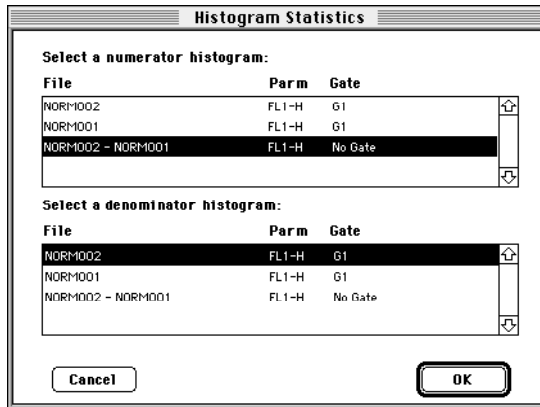 Histogram Statistics
Select a numerator histogram:
File Parm Gate
NORM002 FL1-H G1
NORM001 FL1-H G1
NORM002 - NORM001 FL1-H No Gate
Select a denominator histogram:
File Parm Gate
NORM002 FL1-H G1
NORM001 FL1-H G1
NORM002 - NORM001 FL1-H No Gate
Cancel OK